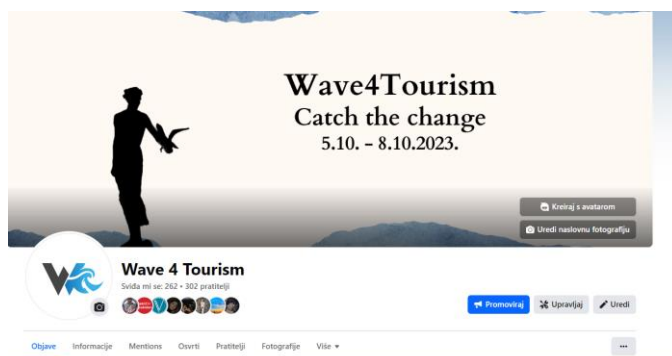 Wave4Tourism
Catch the change
5.10. - 8.10.2023.
Kreiraj s avatarom
Uredi naslovnu fotografiju
Wave 4 Tourism
Sviđa mi se: 262 • 302 pratitelji
Promoviraj Upravljaj Uredi
Objave Informacije Mentions Osvrti Pratitelji Fotografije Više